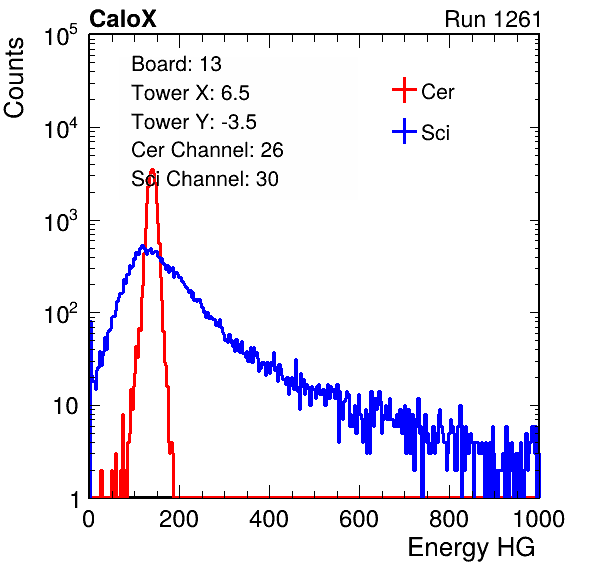 CaloX Run 1261
Counts
10^5
10^4
10^3
10^2
10
1
Board: 13
Tower X: 6.5
Tower Y: -3.5
Cer Channel: 26
Sci Channel: 30
Cer
Sci
0 200 400 600 800 1000
Energy HG